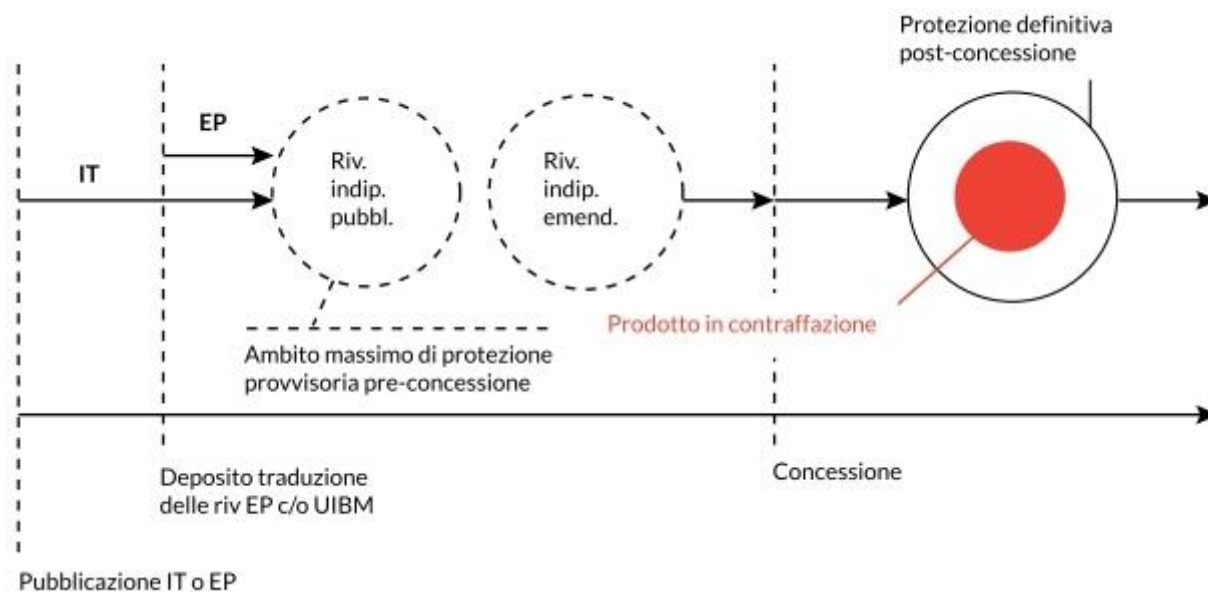 Protezione definitiva
post-concessione
EP
IT
Riv.
indip.
pubbl.
Riv.
indip.
emend.
Prodotto in contraffazione
Ambito massimo di protezione
provvisoria pre-concessione
Deposito traduzione
delle riv EP c/o UIBM
Concessione
Pubblicazione IT o EP